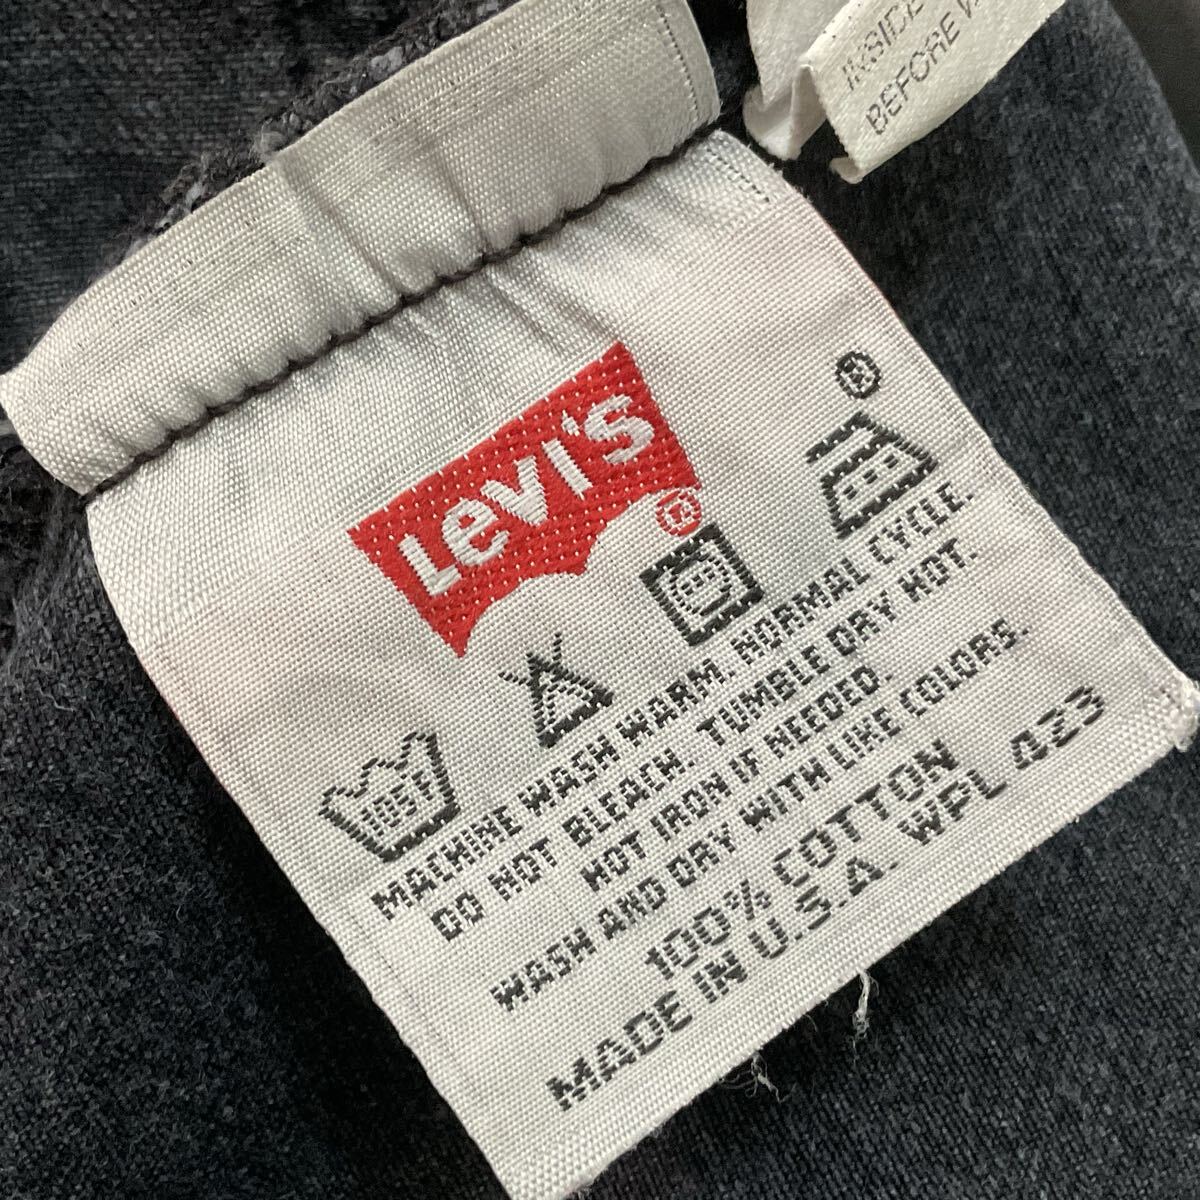 INSIDE
BEFORE
Levi's
®
®
105F
MACHINE WASH WARM. NORMAL CYCLE.
DO NOT BLEACH. TUMBLE DRY HOT.
HOT IRON IF NEEDED.
WASH AND DRY WITH LIKE COLORS.
100% COTTON
MADE IN U.S.A. WPL 423